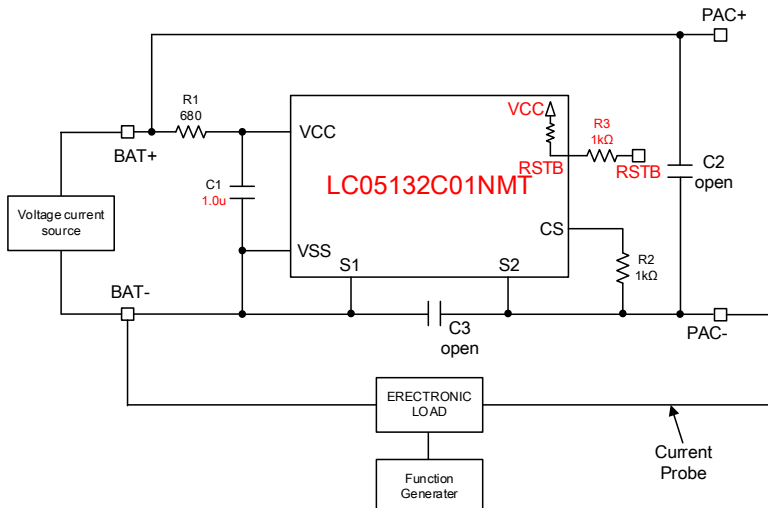 PAC+
R1
680
BAT+
VCC
VCC
R3
1kΩ
RSTB
RSTB
C2
open
C1
1.0u
LC05132C01NMT
Voltage current
source
CS
VSS
S1
S2
R2
1kΩ
BAT-
C3
open
PAC-
ERECTRONIC
LOAD
Current
Probe
Function
Generater